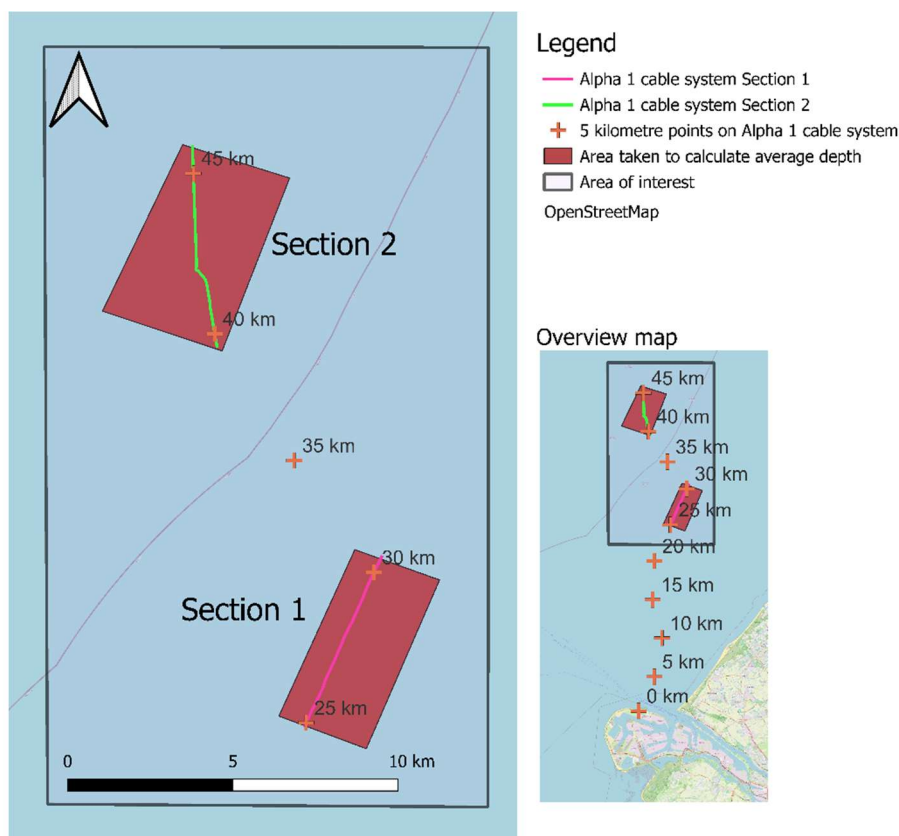 45 km
Section 2
40 km
35 km
30 km
Section 1
25 km
0
5
10 km
Legend
Alpha 1 cable system Section 1
Alpha 1 cable system Section 2
5 kilometre points on Alpha 1 cable system
Area taken to calculate average depth
Area of interest
OpenStreetMap
Overview map
45 km
40 km
35 km
30 km
25 km
20 km
15 km
10 km
5 km
0 km